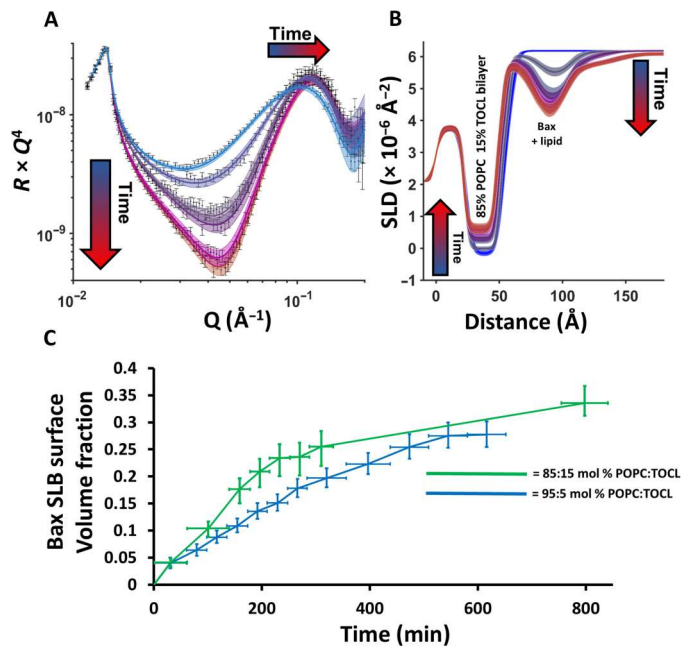 A
Time
R × Q⁴
10⁻⁸
10⁻⁹
Time
10⁻² 10⁻¹
Q (Å⁻¹)
B
SLD (× 10⁻⁶ Å⁻²)
6
5
4
3
2
1
0
−1
Time
85% POPC 15% TOCL bilayer
Bax
+ lipid
Time
0 50 100 150
Distance (Å)
C
Bax SLB surface
Volume fraction
0.4
0.35
0.3
0.25
0.2
0.15
0.1
0.05
0
= 85:15 mol % POPC:TOCL
= 95:5 mol % POPC:TOCL
0 200 400 600 800
Time (min)